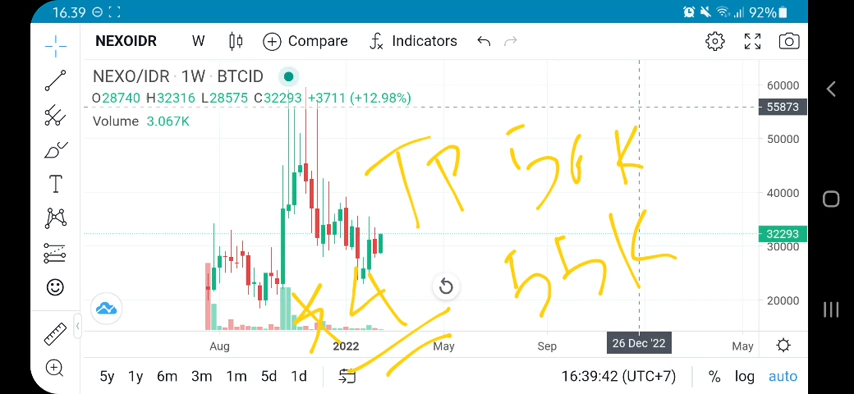 16.39
92%
NEXOIDR W Compare Indicators
NEXO/IDR · 1W · BTCID
O28740 H32316 L28575 C32293 +3711 (+12.98%)
Volume 3.067K
60000
55873
50000
40000
32293
30000
20000
TP 50K
55K
Aug 2022 May Sep 26 Dec '22 May
5y 1y 6m 3m 1m 5d 1d
16:39:42 (UTC+7) % log auto